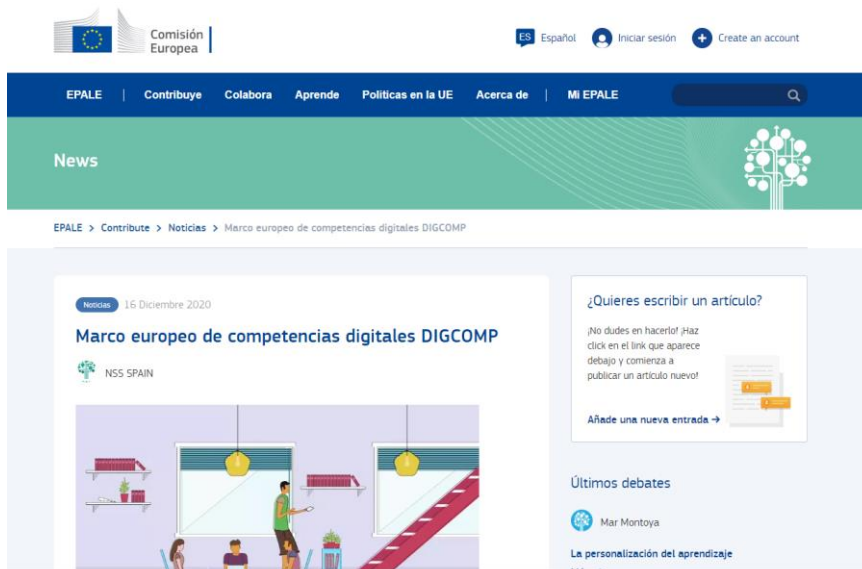 Comisión
Europea
ES Español Iniciar sesión Create an account
EPALE | Contribuye Colabora Aprende Políticas en la UE Acerca de | Mi EPALE
News
EPALE > Contribute > Noticias > Marco europeo de competencias digitales DIGCOMP
Noticias 16 Diciembre 2020
Marco europeo de competencias digitales DIGCOMP
NSS SPAIN
¿Quieres escribir un artículo?
¡No dudes en hacerlo! ¡Haz
click en el link que aparece
debajo y comienza a
publicar un artículo nuevo!
Añade una nueva entrada →
Últimos debates
Mar Montoya
La personalización del aprendizaje